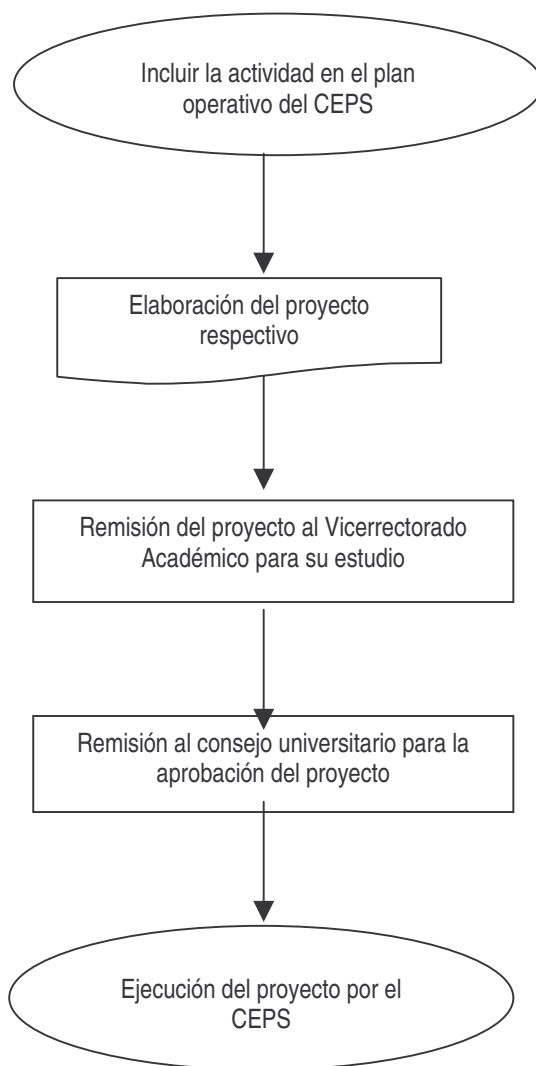 Incluir la actividad en el plan
operativo del CEPS
Elaboración del proyecto
respectivo
Remisión del proyecto al Vicerrectorado
Académico para su estudio
Remisión al consejo universitario para la
aprobación del proyecto
Ejecución del proyecto por el
CEPS